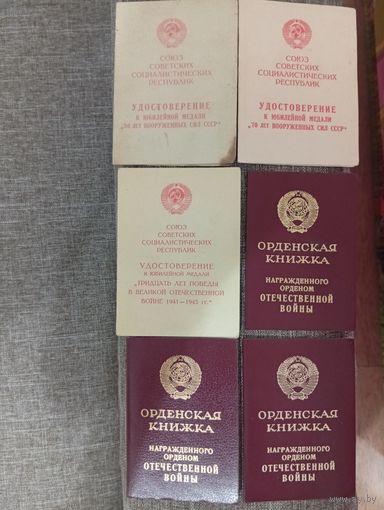 СОЮЗ
СОВЕТСКИХ
СОЦИАЛИСТИЧЕСКИХ
РЕСПУБЛИК
УДОСТОВЕРЕНИЕ
К ЮБИЛЕЙНОЙ МЕДАЛИ
„70 ЛЕТ ВООРУЖЕННЫХ СИЛ СССР“
СОЮЗ
СОВЕТСКИХ
СОЦИАЛИСТИЧЕСКИХ
РЕСПУБЛИК
УДОСТОВЕРЕНИЕ
К ЮБИЛЕЙНОЙ МЕДАЛИ
„70 ЛЕТ ВООРУЖЕННЫХ СИЛ СССР“
СОЮЗ
СОВЕТСКИХ
СОЦИАЛИСТИЧЕСКИХ
РЕСПУБЛИК
УДОСТОВЕРЕНИЕ
К ЮБИЛЕЙНОЙ МЕДАЛИ
„ТРИДЦАТЬ ЛЕТ ПОБЕДЫ
В ВЕЛИКОЙ ОТЕЧЕСТВЕННОЙ
ВОЙНЕ 1941—1945 гг.“
ОРДЕНСКАЯ
КНИЖКА
НАГРАЖДЕННОГО
ОРДЕНОМ
ОТЕЧЕСТВЕННОЙ
ВОЙНЫ
ОРДЕНСКАЯ
КНИЖКА
НАГРАЖДЕННОГО
ОРДЕНОМ
ОТЕЧЕСТВЕННОЙ
ВОЙНЫ
ОРДЕНСКАЯ
КНИЖКА
НАГРАЖДЕННОГО
ОРДЕНОМ
ОТЕЧЕСТВЕННОЙ
ВОЙНЫ